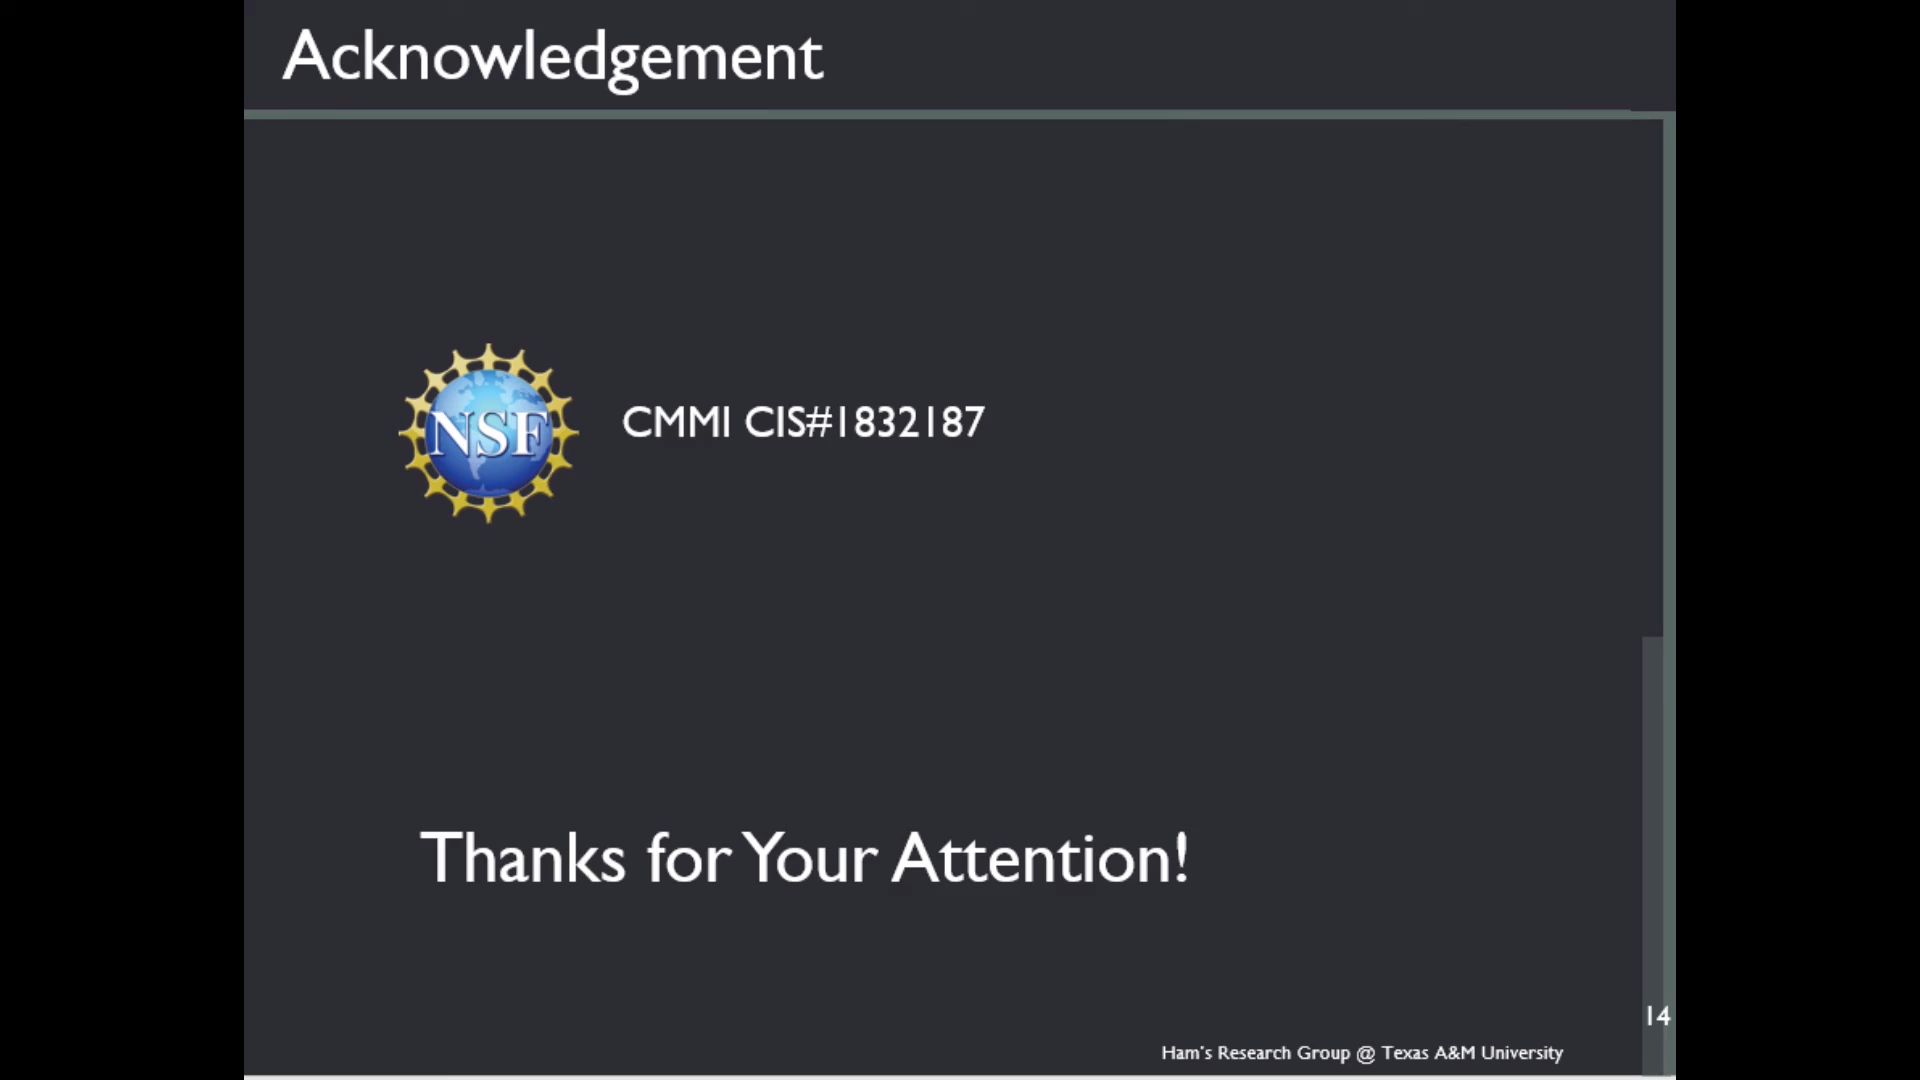 Acknowledgement
NSF
CMMI CIS#1832187
Thanks for Your Attention!
14
Ham's Research Group @ Texas A&M University